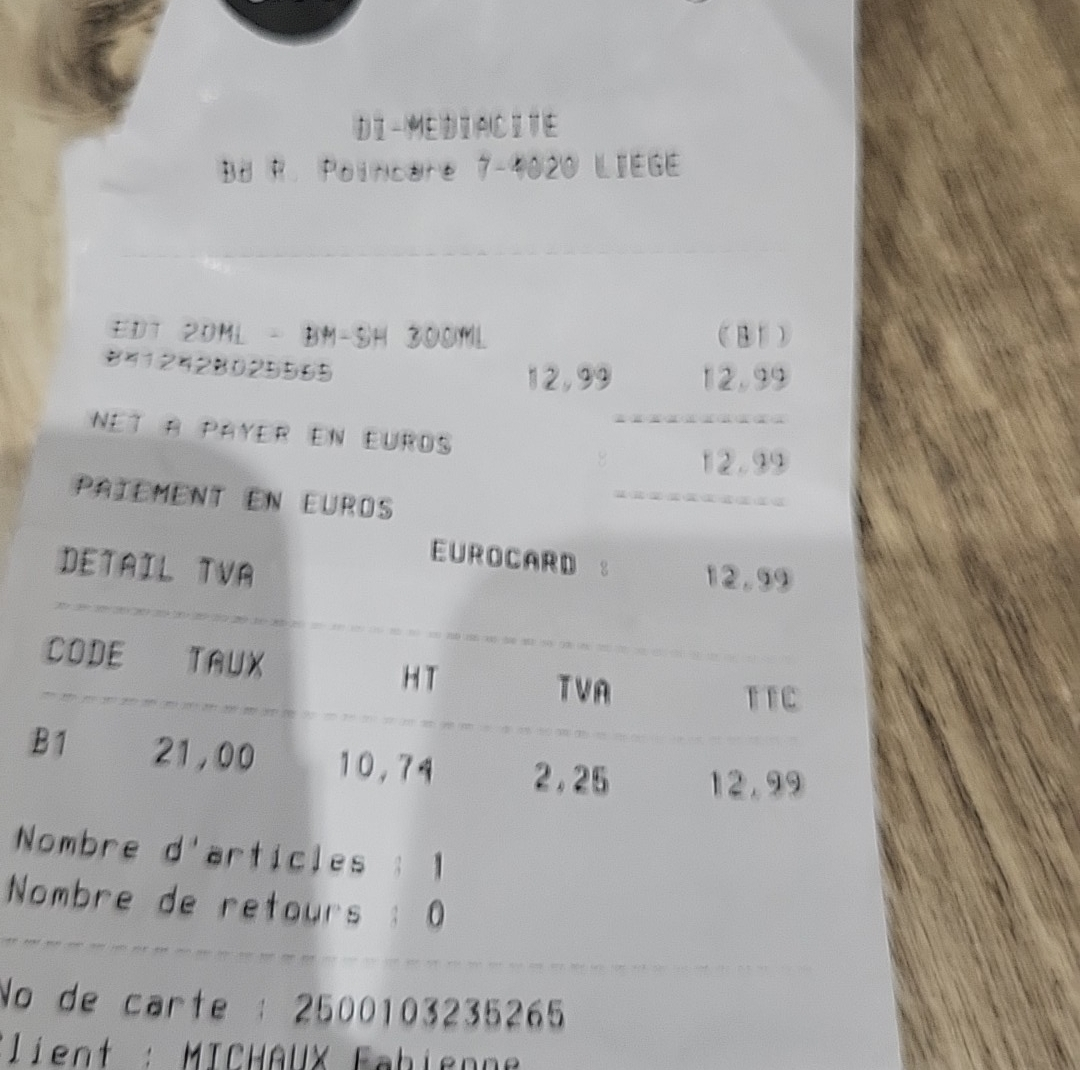 DI-MEDIACITE
Bd R. Poincare 7-4020 LIEGE
EDT 20ML - BM-SH 300ML (B1)
8412428025565 12,99 12,99
NET A PAYER EN EUROS : 12,99
PAIEMENT EN EUROS
EUROCARD : 12,99
DETAIL TVA
CODE TAUX HT TVA TTC
B1 21,00 10,74 2,25 12,99
Nombre d'articles : 1
Nombre de retours : 0
No de carte : 2500103235265
Client : MICHAUX Fabienne